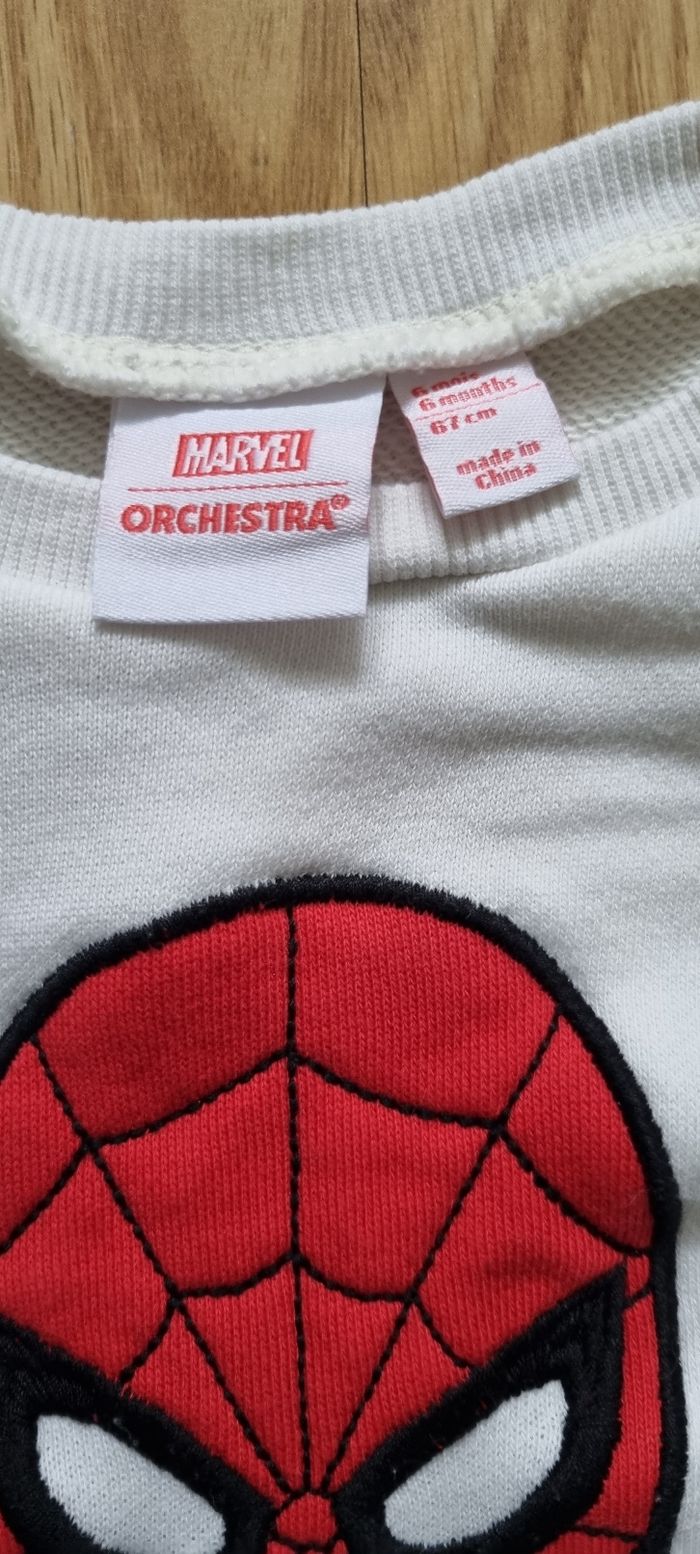 MARVEL
ORCHESTRA®
6 mois
6 months
67 cm
made in
China